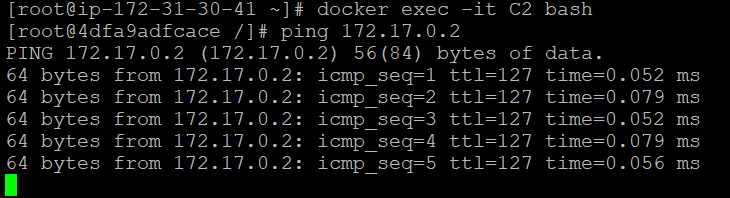 [root@ip-172-31-30-41 ~]# docker exec -it C2 bash
[root@4dfa9adfcace /]# ping 172.17.0.2
PING 172.17.0.2 (172.17.0.2) 56(84) bytes of data.
64 bytes from 172.17.0.2: icmp_seq=1 ttl=127 time=0.052 ms
64 bytes from 172.17.0.2: icmp_seq=2 ttl=127 time=0.079 ms
64 bytes from 172.17.0.2: icmp_seq=3 ttl=127 time=0.052 ms
64 bytes from 172.17.0.2: icmp_seq=4 ttl=127 time=0.079 ms
64 bytes from 172.17.0.2: icmp_seq=5 ttl=127 time=0.056 ms